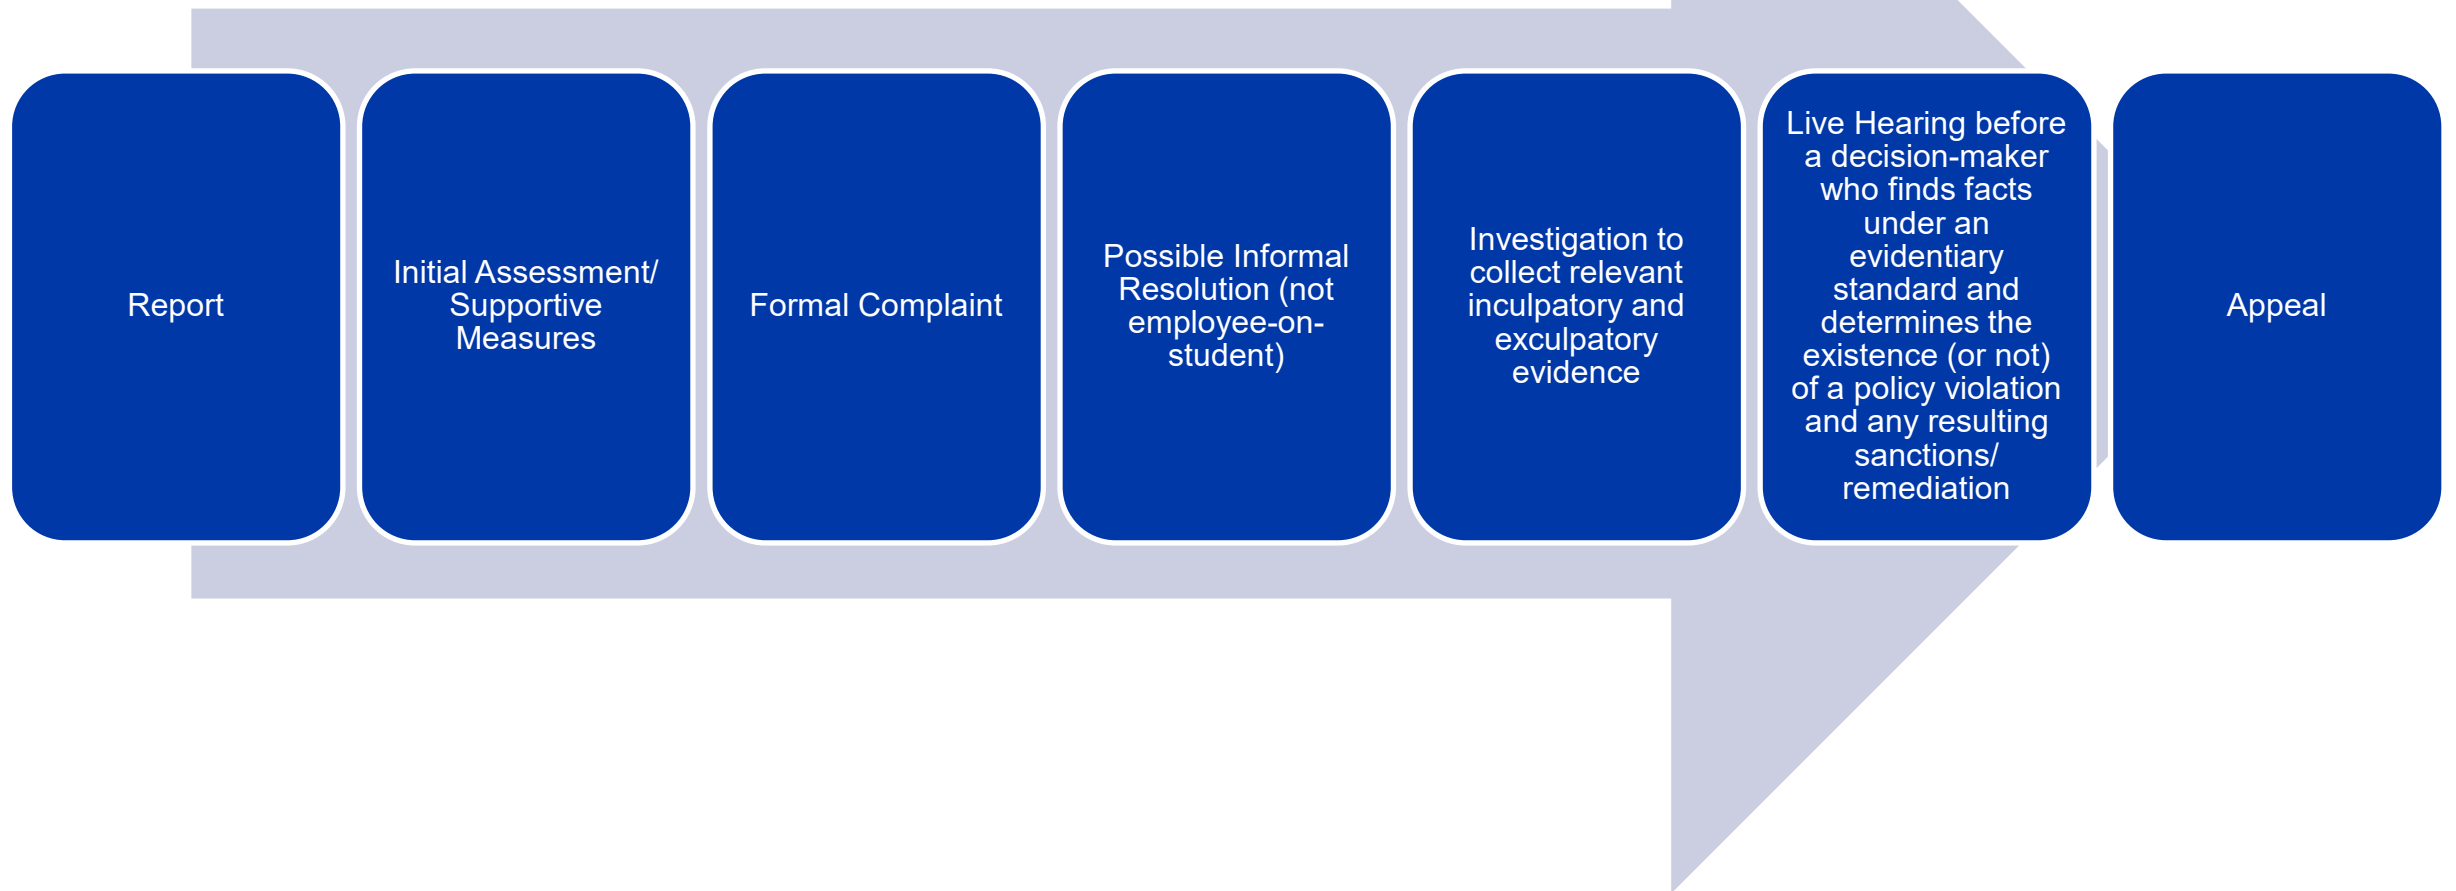 Report
Initial Assessment/
Supportive
Measures
Formal Complaint
Possible Informal
Resolution (not
employee-on-
student)
Investigation to
collect relevant
inculpatory and
exculpatory
evidence
Live Hearing before
a decision-maker
who finds facts
under an
evidentiary
standard and
determines the
existence (or not)
of a policy violation
and any resulting
sanctions/
remediation
Appeal